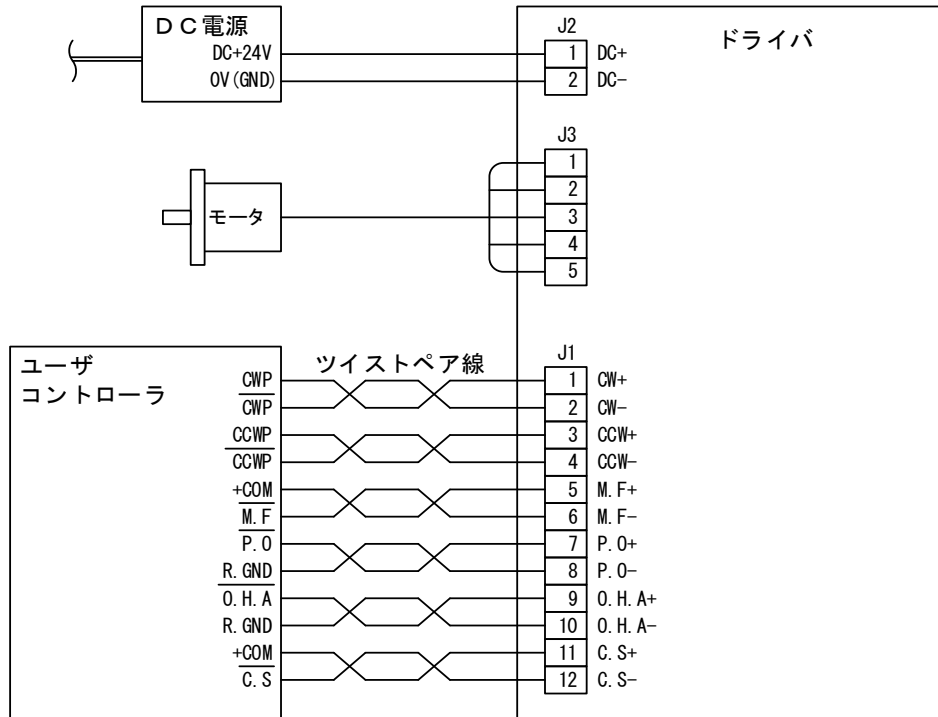 DC電源
DC+24V
0V(GND)
J2
1 DC+
2 DC−
ドライバ
J3
1
2
3
4
5
モータ
ユーザ
コントローラ
ツイストペア線
J1
CWP 1 CW+
C̅W̅P̅ 2 CW−
CCWP 3 CCW+
C̅C̅W̅P̅ 4 CCW−
+COM 5 M.F+
M̅.̅F̅ 6 M.F−
P̅.̅O̅ 7 P.O+
R.GND 8 P.O−
O̅.̅H̅.̅A̅ 9 O.H.A+
R.GND 10 O.H.A−
+COM 11 C.S+
C̅.̅S̅ 12 C.S−